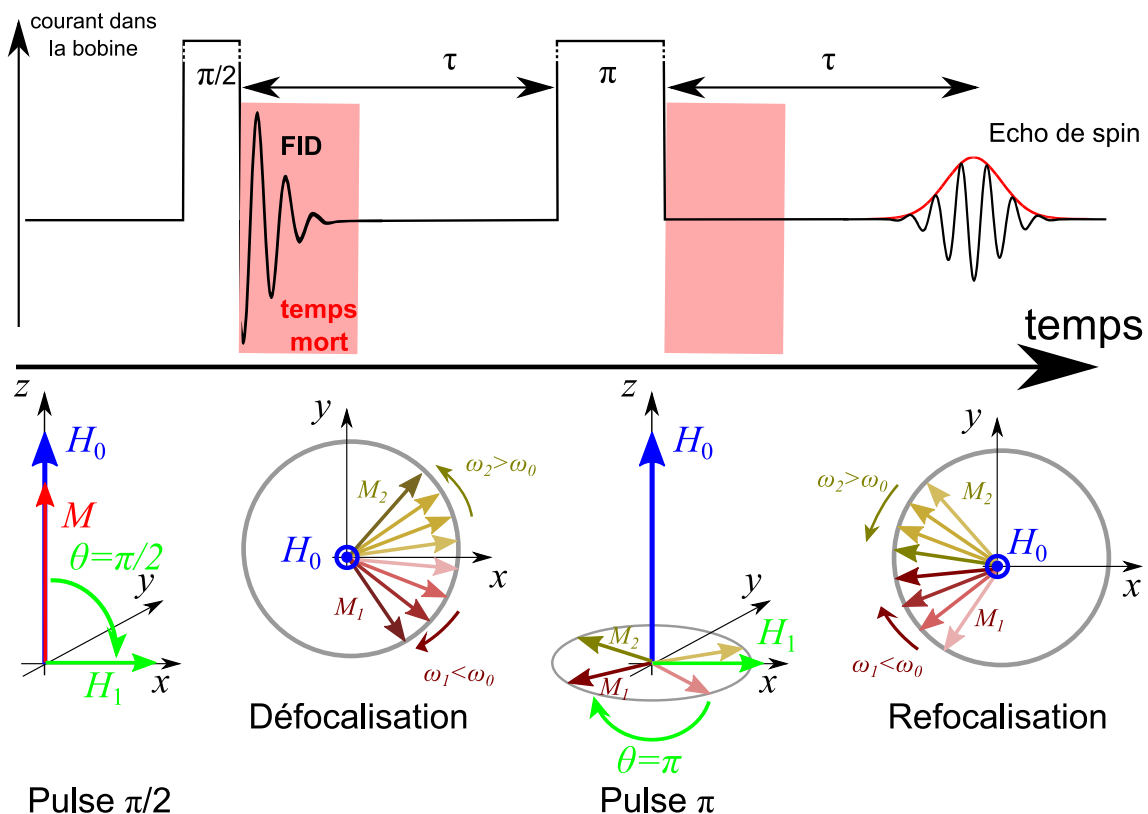 courant dans
la bobine
π/2
τ
π
τ
FID
Echo de spin
temps
mort
temps
z
H₀
M
θ=π/2
y
x
H₁
y
ω₂>ω₀
M₂
H₀
x
M₁
ω₁<ω₀
Défocalisation
z
H₀
y
H₁
M₂
M₁
x
θ=π
y
ω₂>ω₀
M₂
H₀
x
M₁
ω₁<ω₀
Refocalisation
Pulse π/2
Pulse π